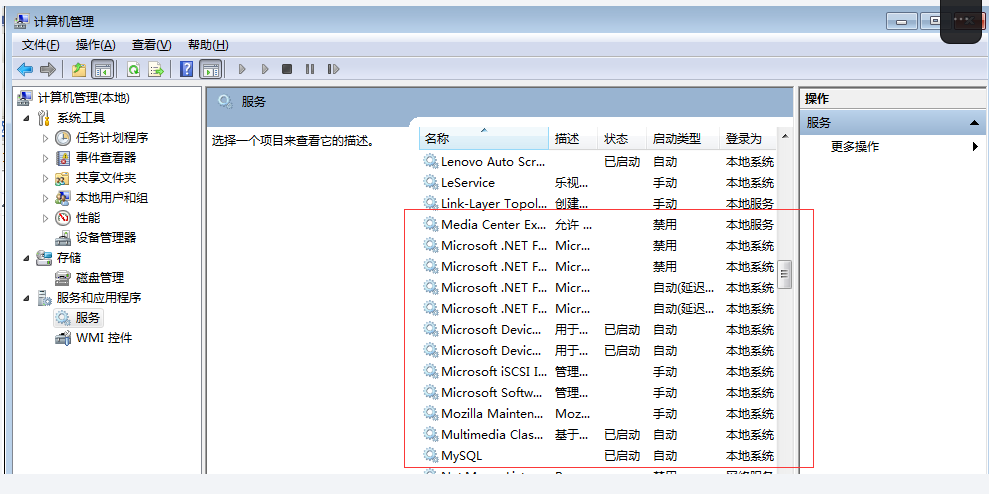 计算机管理
文件(F) 操作(A) 查看(V) 帮助(H)
计算机管理(本地)
系统工具
任务计划程序
事件查看器
共享文件夹
本地用户和组
性能
设备管理器
存储
磁盘管理
服务和应用程序
服务
WMI 控件
服务
选择一个项目来查看它的描述。
名称 描述 状态 启动类型 登录为
Lenovo Auto Scr... 已启动 自动 本地系统
LeService 乐视... 手动 本地系统
Link-Layer Topol... 创建... 手动 本地服务
Media Center Ex... 允许 ... 禁用 本地服务
Microsoft .NET F... Micr... 禁用 本地系统
Microsoft .NET F... Micr... 禁用 本地系统
Microsoft .NET F... Micr... 自动(延迟... 本地系统
Microsoft .NET F... Micr... 自动(延迟... 本地系统
Microsoft Devic... 用于... 已启动 自动 本地系统
Microsoft Devic... 用于... 已启动 自动 本地系统
Microsoft iSCSI I... 管理... 手动 本地系统
Microsoft Softw... 管理... 手动 本地系统
Mozilla Mainten... Moz... 手动 本地系统
Multimedia Clas... 基于... 已启动 自动 本地系统
MySQL 已启动 自动 本地系统
操作
服务
更多操作